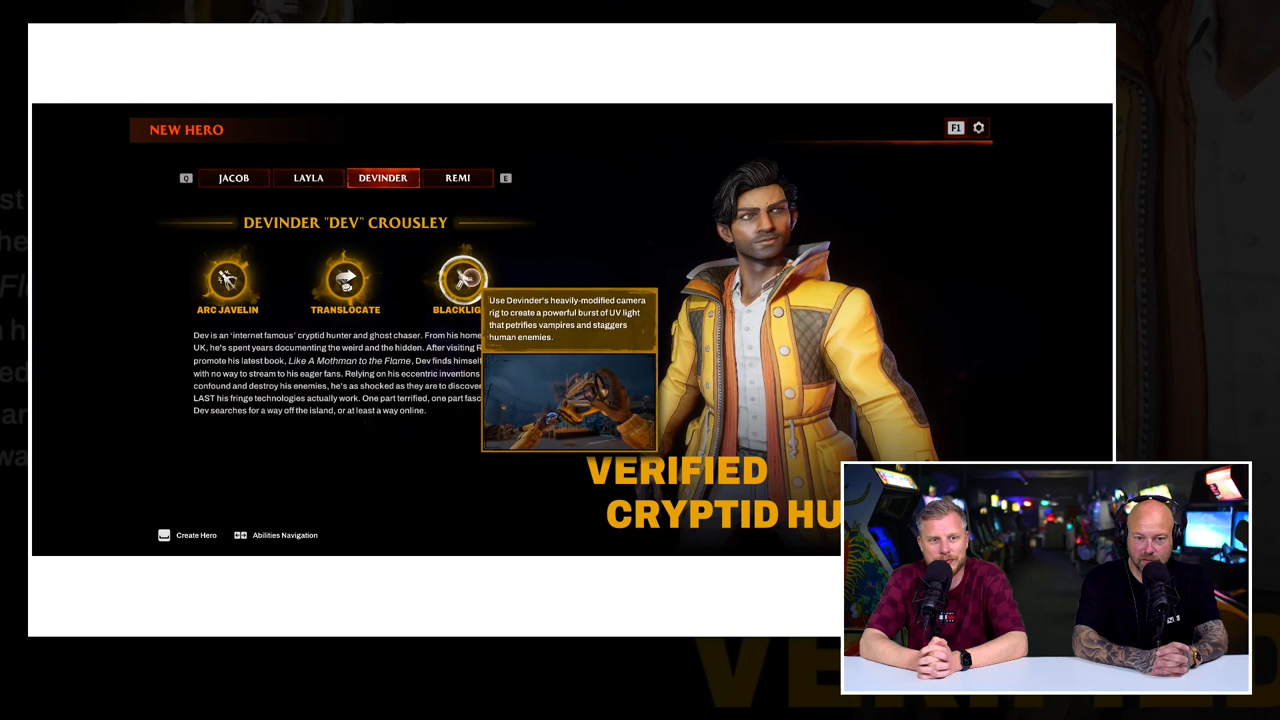 NEW HERO
F1
Q
JACOB
LAYLA
DEVINDER
REMI
E
DEVINDER "DEV" CROUSLEY
ARC JAVELIN
TRANSLOCATE
BLACKLIG
Use Devinder's heavily-modified camera
rig to create a powerful burst of UV light
that petrifies vampires and staggers
human enemies.
Dev is an 'internet famous' cryptid hunter and ghost chaser. From his home
UK, he's spent years documenting the weird and the hidden. After visiting
promote his latest book, Like A Mothman to the Flame, Dev finds himself
with no way to stream to his eager fans. Relying on his eccentric inventions
confound and destroy his enemies, he's as shocked as they are to discover
LAST his fringe technologies actually work. One part terrified, one part fasc
Dev searches for a way off the island, or at least a way online.
VERIFIED
CRYPTID HU
Create Hero
Abilities Navigation